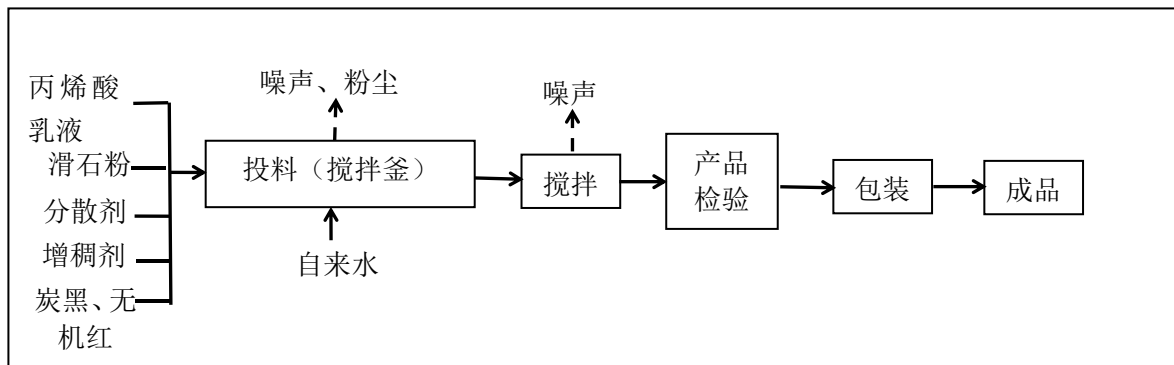 丙烯酸
乳液
滑石粉
分散剂
增稠剂
炭黑、无
机红
噪声、粉尘
投料（搅拌釜）
自来水
噪声
搅拌
产品
检验
包装
成品